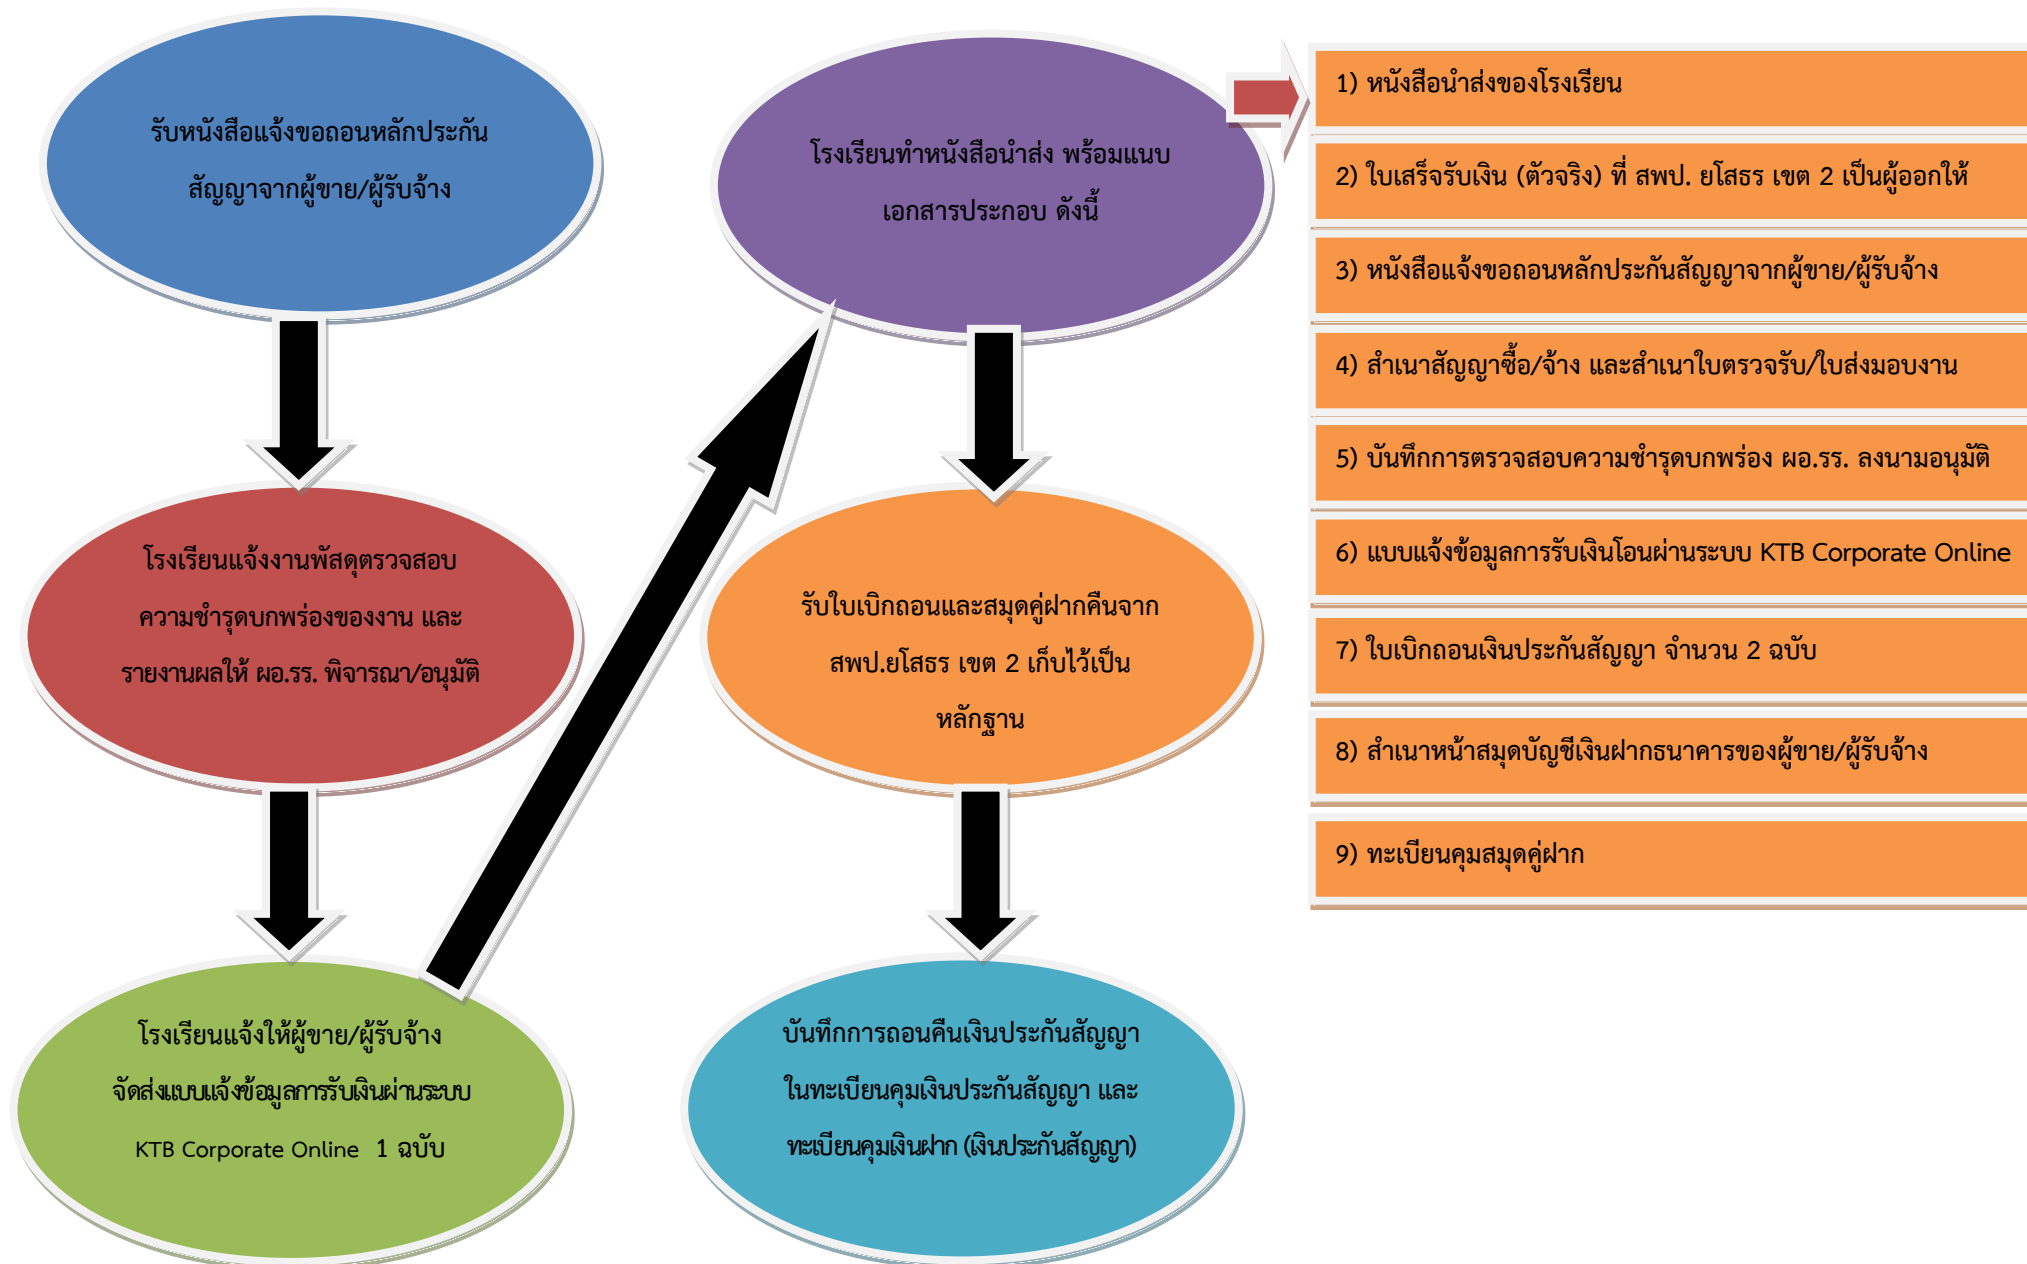 รับหนังสือแจ้งขอถอนหลักประกัน
สัญญาจากผู้ขาย/ผู้รับจ้าง
โรงเรียนแจ้งงานพัสดุตรวจสอบ
ความชำรุดบกพร่องของงาน และ
รายงานผลให้ ผอ.รร. พิจารณา/อนุมัติ
โรงเรียนแจ้งให้ผู้ขาย/ผู้รับจ้าง
จัดส่งแบบแจ้งข้อมูลการรับเงินผ่านระบบ
KTB Corporate Online 1 ฉบับ
โรงเรียนทำหนังสือนำส่ง พร้อมแนบ
เอกสารประกอบ ดังนี้
รับใบเบิกถอนและสมุดคู่ฝากคืนจาก
สพป.ยโสธร เขต 2 เก็บไว้เป็น
หลักฐาน
บันทึกการถอนคืนเงินประกันสัญญา
ในทะเบียนคุมเงินประกันสัญญา และ
ทะเบียนคุมเงินฝาก (เงินประกันสัญญา)
1) หนังสือนำส่งของโรงเรียน
2) ใบเสร็จรับเงิน (ตัวจริง) ที่ สพป. ยโสธร เขต 2 เป็นผู้ออกให้
3) หนังสือแจ้งขอถอนหลักประกันสัญญาจากผู้ขาย/ผู้รับจ้าง
4) สำเนาสัญญาซื้อ/จ้าง และสำเนาใบตรวจรับ/ใบส่งมอบงาน
5) บันทึกการตรวจสอบความชำรุดบกพร่อง ผอ.รร. ลงนามอนุมัติ
6) แบบแจ้งข้อมูลการรับเงินโอนผ่านระบบ KTB Corporate Online
7) ใบเบิกถอนเงินประกันสัญญา จำนวน 2 ฉบับ
8) สำเนาหน้าสมุดบัญชีเงินฝากธนาคารของผู้ขาย/ผู้รับจ้าง
9) ทะเบียนคุมสมุดคู่ฝาก